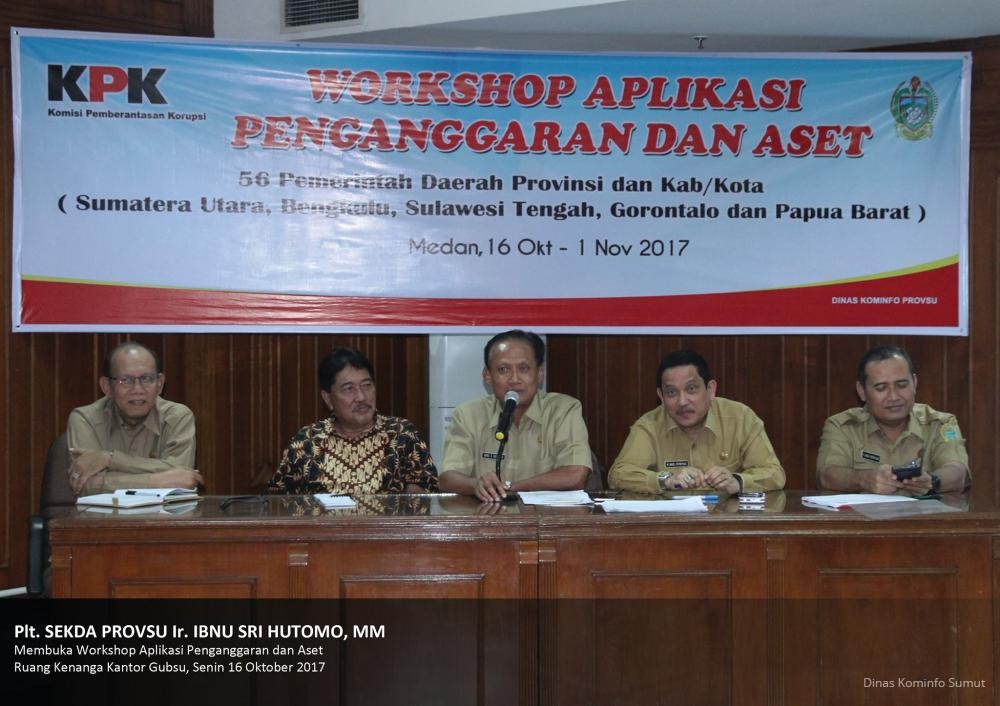 KPK
Komisi Pemberantasan Korupsi
WORKSHOP APLIKASI
PENGANGGARAN DAN ASET
56 Pemerintah Daerah Provinsi dan Kab/Kota
( Sumatera Utara, Bengkulu, Sulawesi Tengah, Gorontalo dan Papua Barat )
Medan, 16 Okt - 1 Nov 2017
DINAS KOMINFO PROVSU
Plt. SEKDA PROVSU Ir. IBNU SRI HUTOMO, MM
Membuka Workshop Aplikasi Penganggaran dan Aset
Ruang Kenanga Kantor Gubsu, Senin 16 Oktober 2017
Dinas Kominfo Sumut